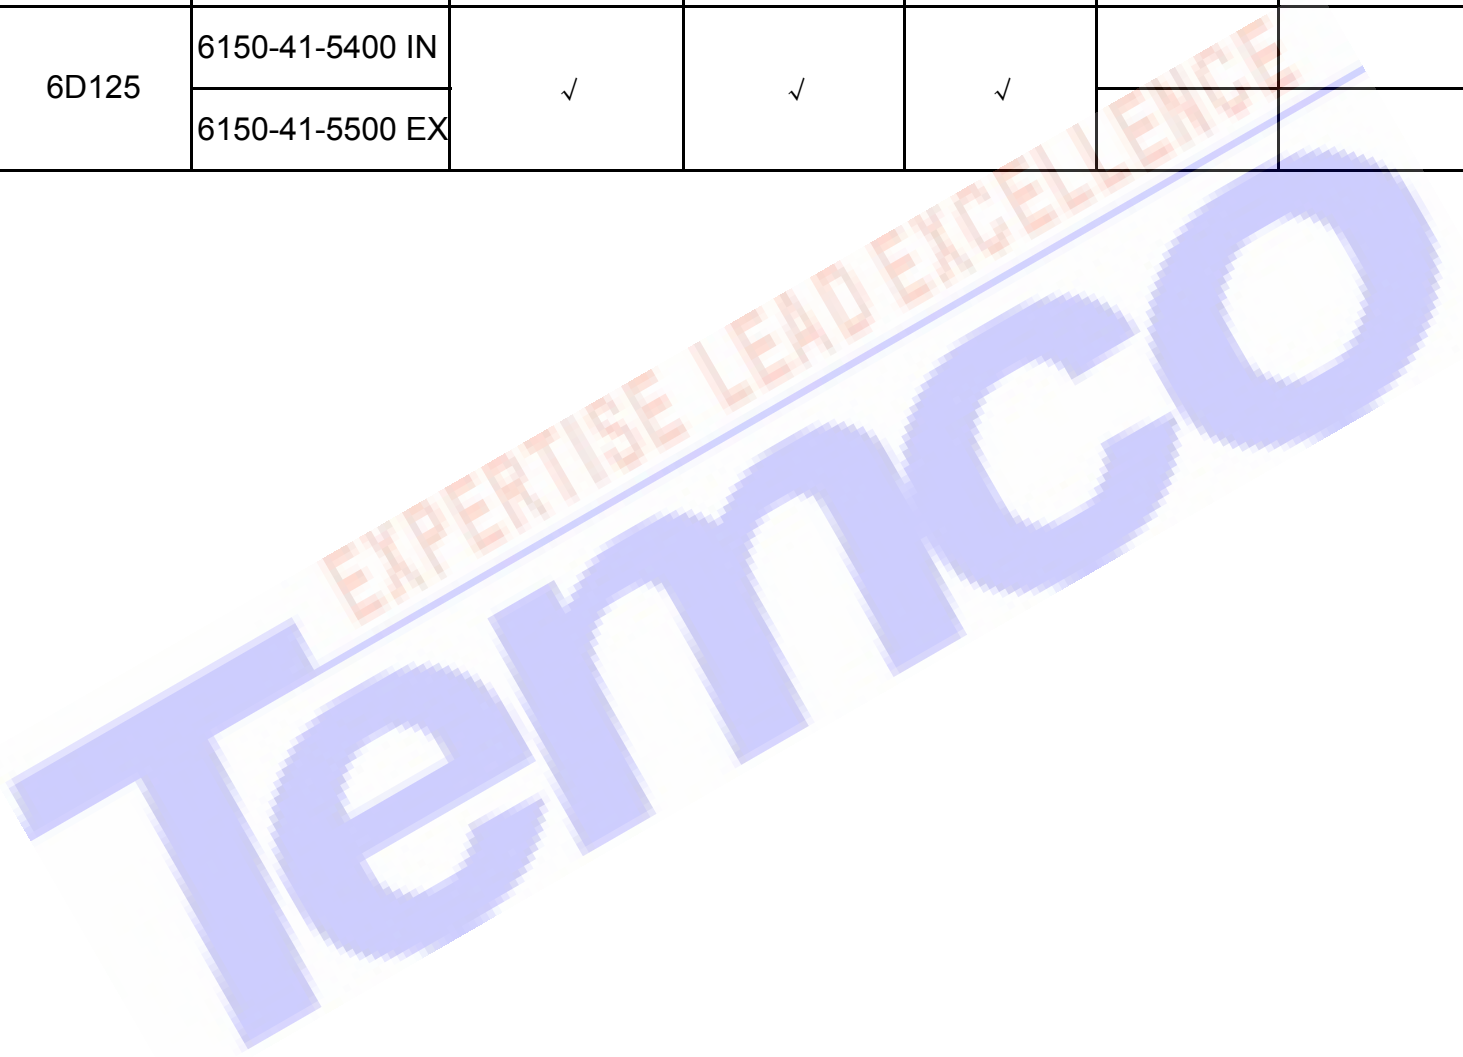 6150-41-5400 IN
6D125 √ √ √
6150-41-5500 EX
EXPERTISE LEAD EXCELLENCE
Temco